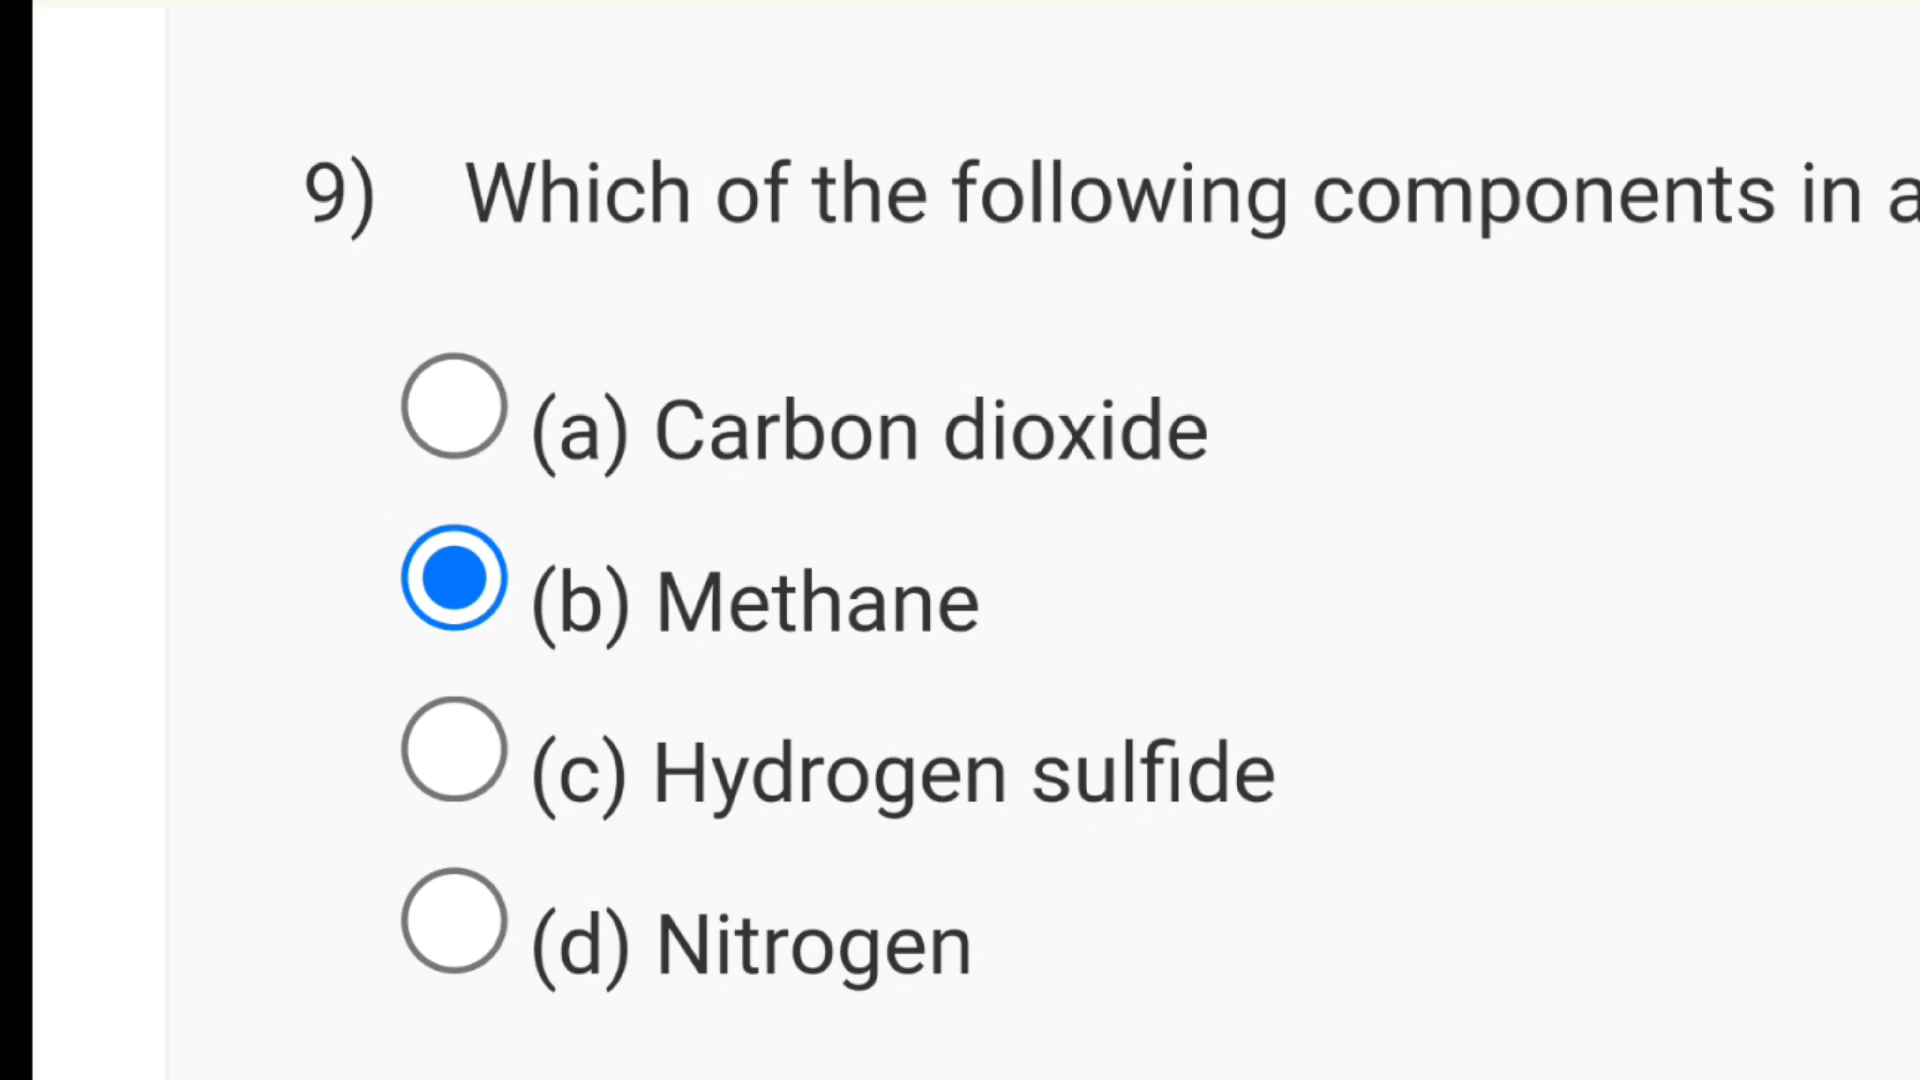 9) Which of the following components in
(a) Carbon dioxide
(b) Methane
(c) Hydrogen sulfide
(d) Nitrogen